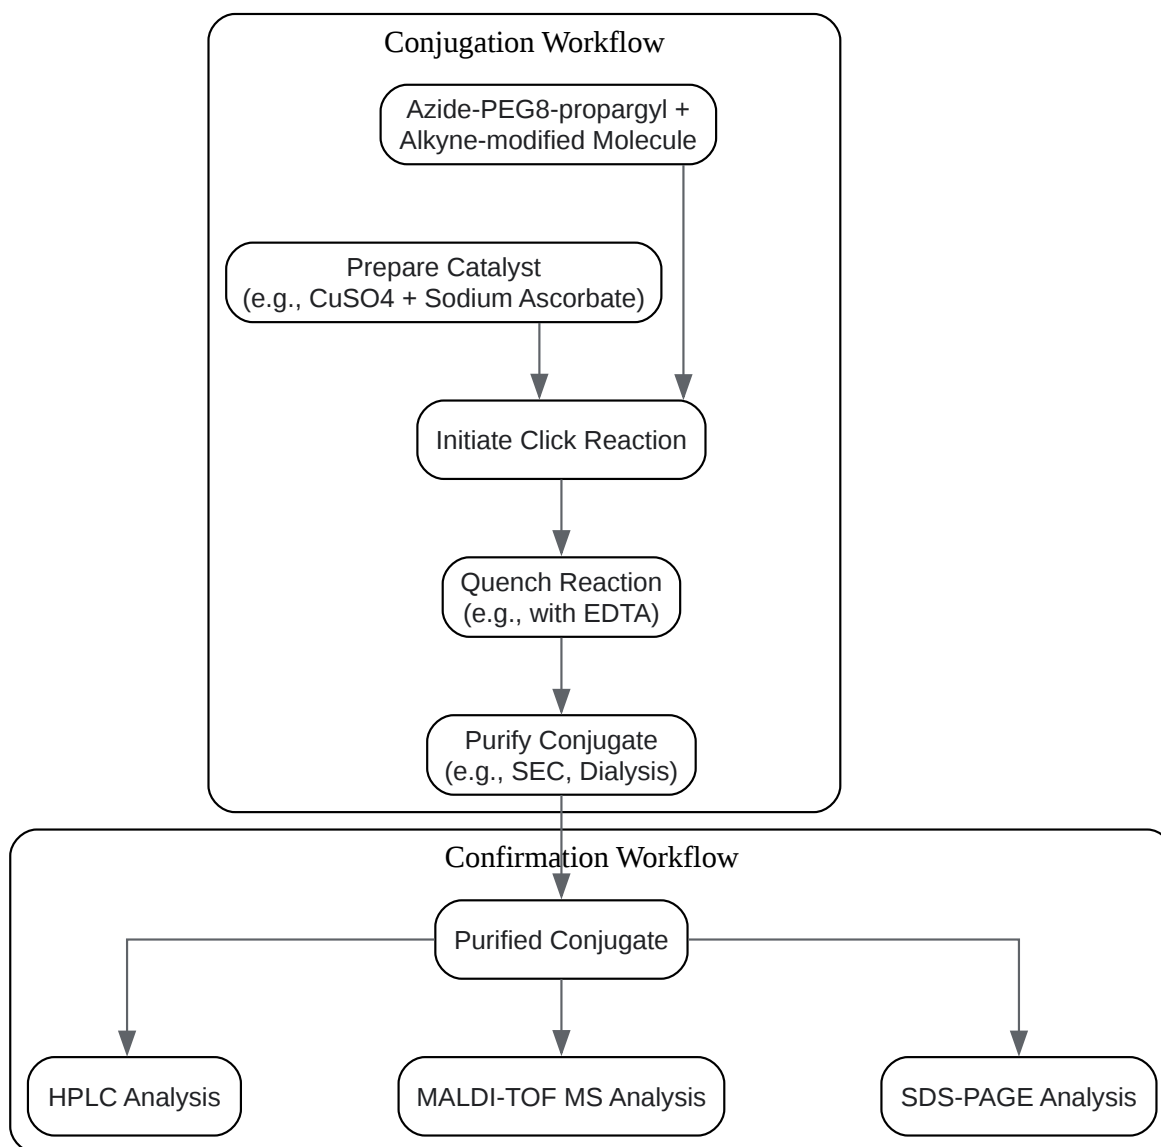 Conjugation Workflow
Azide-PEG8-propargyl +
Alkyne-modified Molecule
Prepare Catalyst
(e.g., CuSO4 + Sodium Ascorbate)
Initiate Click Reaction
Quench Reaction
(e.g., with EDTA)
Purify Conjugate
(e.g., SEC, Dialysis)
Confirmation Workflow
Purified Conjugate
HPLC Analysis
MALDI-TOF MS Analysis
SDS-PAGE Analysis